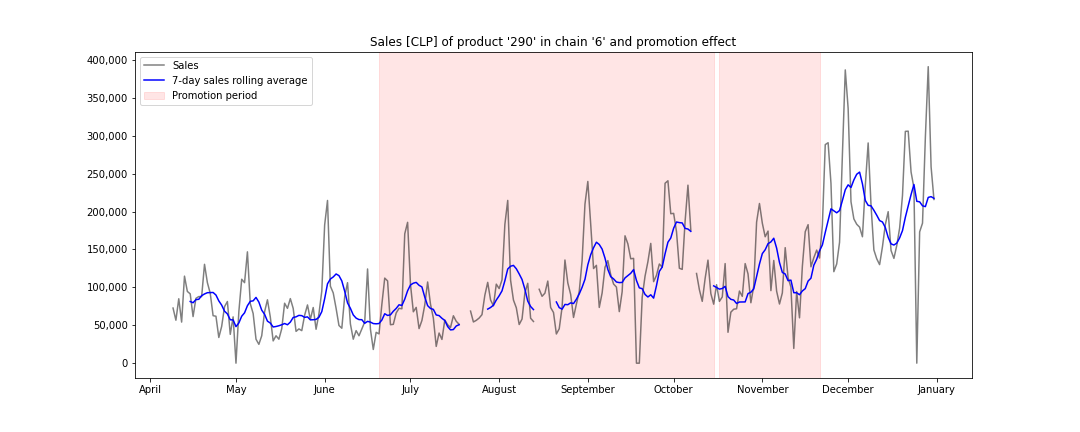 Sales [CLP] of product '290' in chain '6' and promotion effect
400,000
350,000
300,000
250,000
200,000
150,000
100,000
50,000
0
Sales
7-day sales rolling average
Promotion period
April May June July August September October November December January